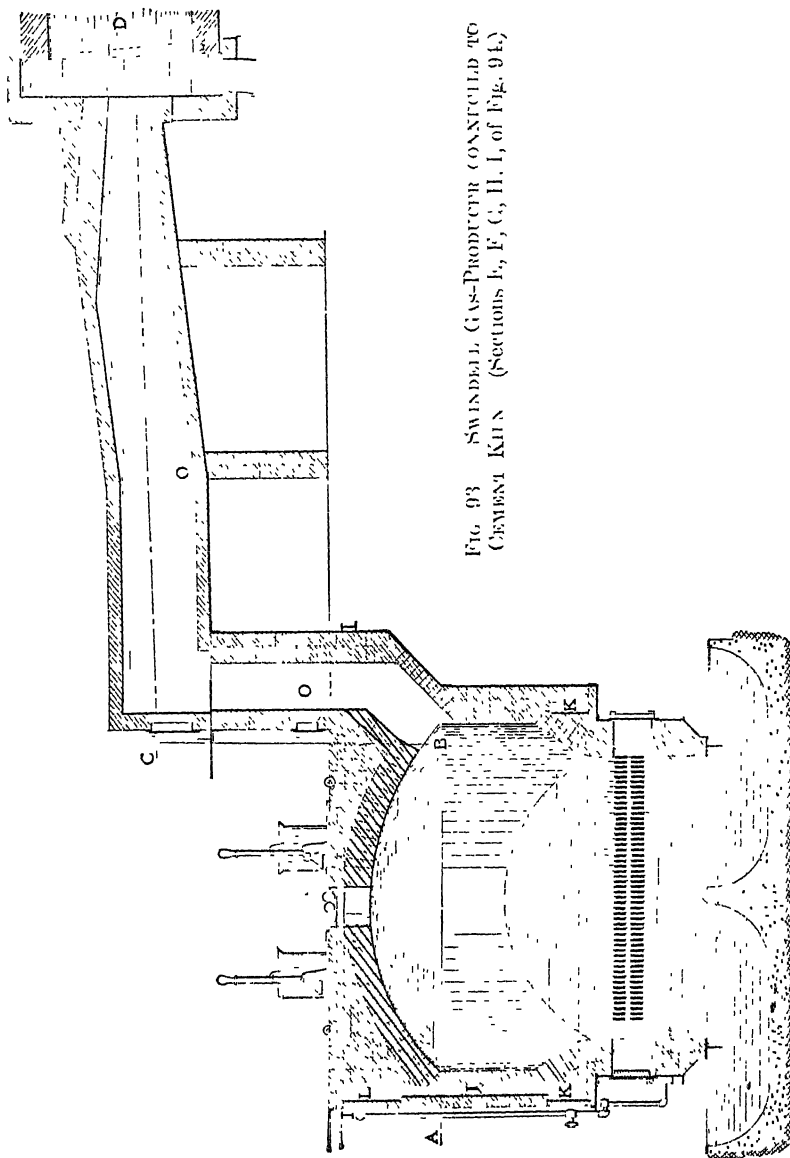 FIG. 93 SWINDELL GAS-PRODUCER CONNECTED TO
CEMENT KILN (Sections E, F, G, H, I, of Fig. 94.)
D
O
C
O
I
B
K
L
K
A